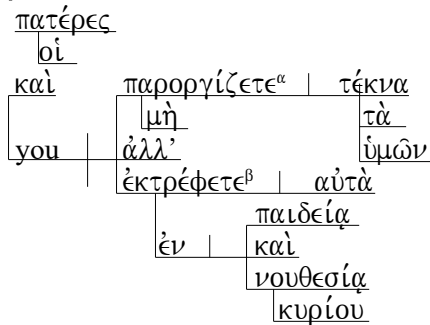 πατέρες
οἱ
καὶ παροργίζετεᵅ τέκνα
μὴ τὰ
you ἀλλ’ ὑμῶν
ἐκτρέφετεᵝ αὐτὰ
παιδείᾳ
ἐν καὶ
νουθεσίᾳ
κυρίου